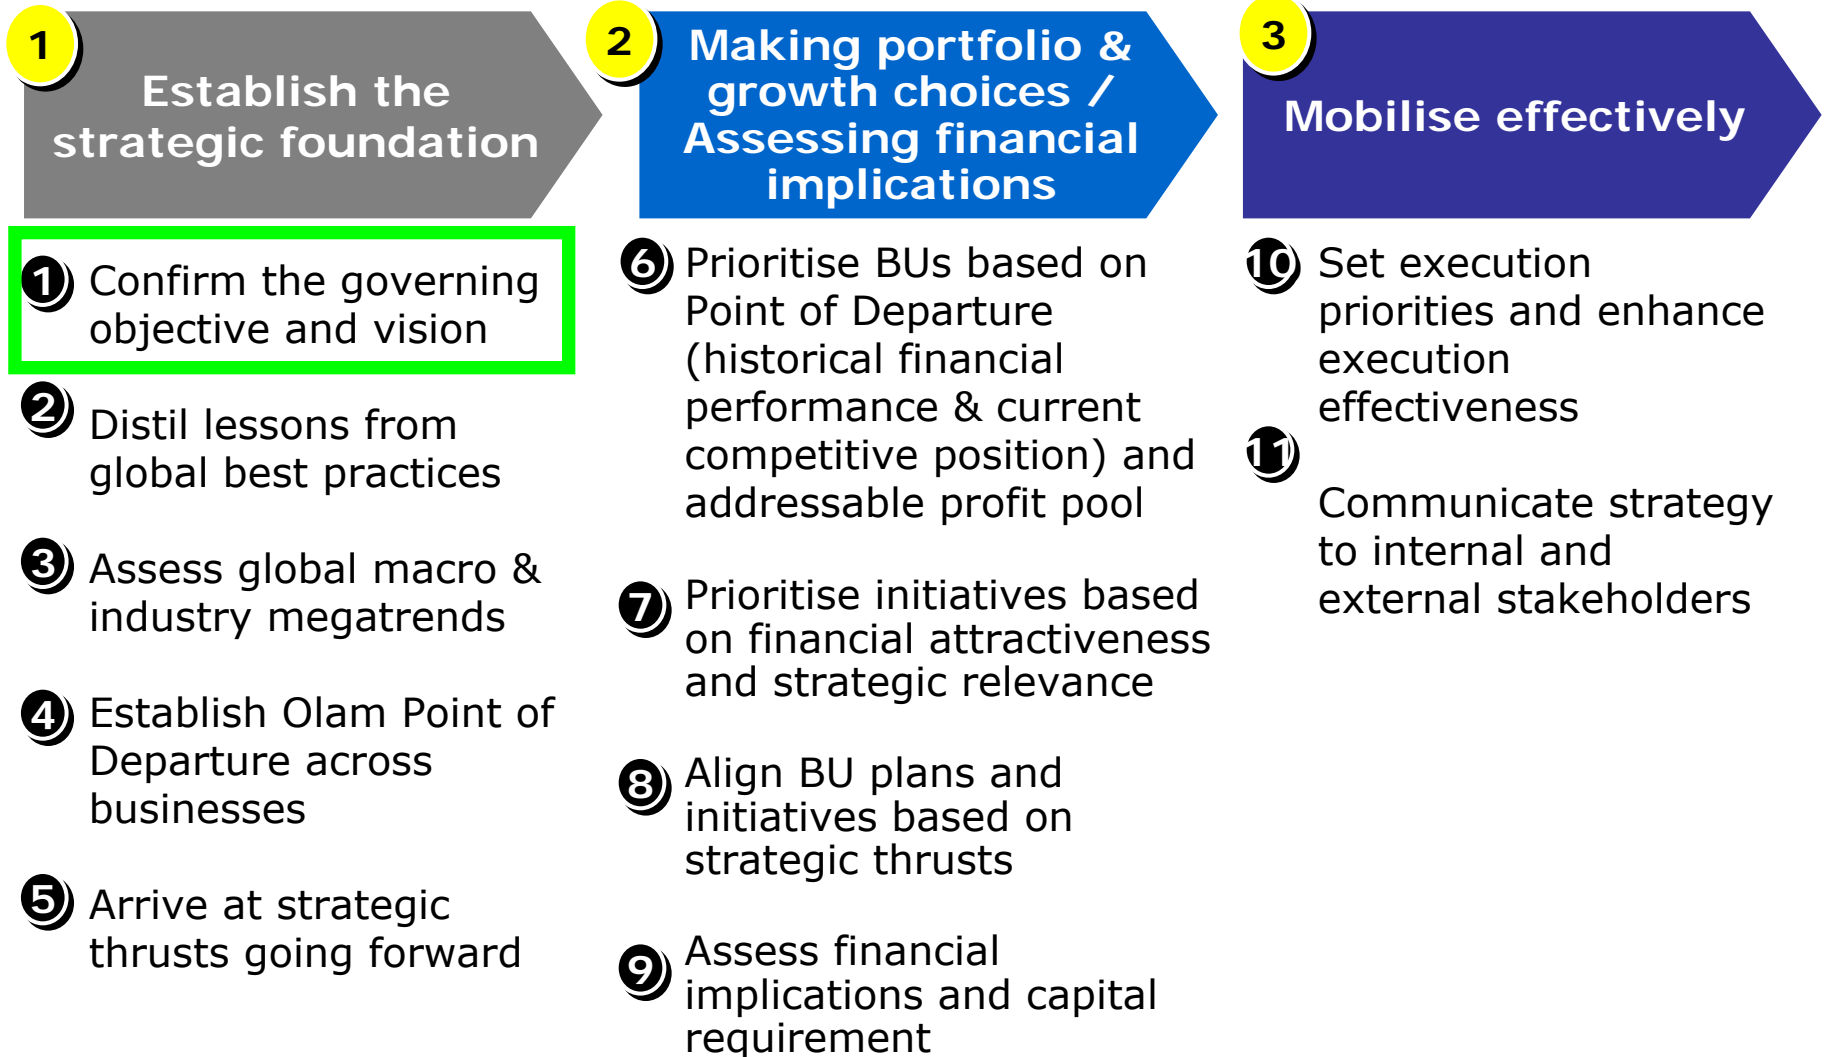 1
Establish the
strategic foundation
1
Confirm the governing
objective and vision
2
Distil lessons from
global best practices
3
Assess global macro &
industry megatrends
4
Establish Olam Point of
Departure across
businesses
5
Arrive at strategic
thrusts going forward
2
Making portfolio &
growth choices /
Assessing financial
implications
6
Prioritise BUs based on
Point of Departure
(historical financial
performance & current
competitive position) and
addressable profit pool
7
Prioritise initiatives based
on financial attractiveness
and strategic relevance
8
Align BU plans and
initiatives based on
strategic thrusts
9
Assess financial
implications and capital
requirement
3
Mobilise effectively
10
Set execution
priorities and enhance
execution
effectiveness
11
Communicate strategy
to internal and
external stakeholders